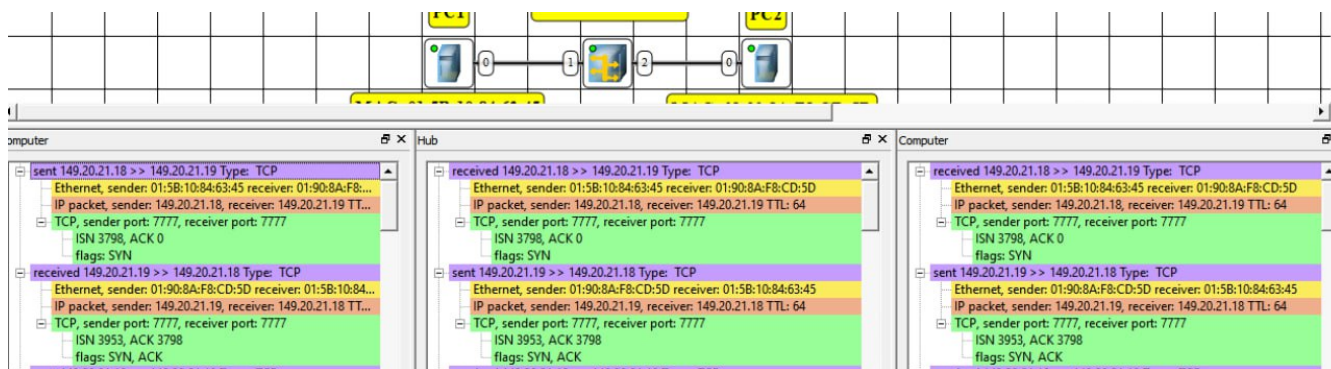 PC1
PC2
0
1
2
0
omputer
sent 149.20.21.18 >> 149.20.21.19 Type: TCP
Ethernet, sender: 01:5B:10:84:63:45 receiver: 01:90:8A:F8:...
IP packet, sender: 149.20.21.18, receiver: 149.20.21.19 TT...
TCP, sender port: 7777, receiver port: 7777
ISN 3798, ACK 0
flags: SYN
received 149.20.21.19 >> 149.20.21.18 Type: TCP
Ethernet, sender: 01:90:8A:F8:CD:5D receiver: 01:5B:10:84...
IP packet, sender: 149.20.21.19, receiver: 149.20.21.18 TT...
TCP, sender port: 7777, receiver port: 7777
ISN 3953, ACK 3798
flags: SYN, ACK
Hub
received 149.20.21.18 >> 149.20.21.19 Type: TCP
Ethernet, sender: 01:5B:10:84:63:45 receiver: 01:90:8A:F8:CD:5D
IP packet, sender: 149.20.21.18, receiver: 149.20.21.19 TTL: 64
TCP, sender port: 7777, receiver port: 7777
ISN 3798, ACK 0
flags: SYN
sent 149.20.21.19 >> 149.20.21.18 Type: TCP
Ethernet, sender: 01:90:8A:F8:CD:5D receiver: 01:5B:10:84:63:45
IP packet, sender: 149.20.21.19, receiver: 149.20.21.18 TTL: 64
TCP, sender port: 7777, receiver port: 7777
ISN 3953, ACK 3798
flags: SYN, ACK
Computer
received 149.20.21.18 >> 149.20.21.19 Type: TCP
Ethernet, sender: 01:5B:10:84:63:45 receiver: 01:90:8A:F8:CD:5D
IP packet, sender: 149.20.21.18, receiver: 149.20.21.19 TTL: 64
TCP, sender port: 7777, receiver port: 7777
ISN 3798, ACK 0
flags: SYN
sent 149.20.21.19 >> 149.20.21.18 Type: TCP
Ethernet, sender: 01:90:8A:F8:CD:5D receiver: 01:5B:10:84:63:45
IP packet, sender: 149.20.21.19, receiver: 149.20.21.18 TTL: 64
TCP, sender port: 7777, receiver port: 7777
ISN 3953, ACK 3798
flags: SYN, ACK